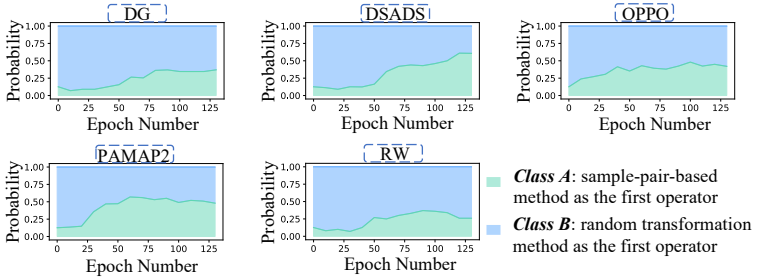 DG
Probability
1.00
0.75
0.50
0.25
0.00
0 25 50 75 100 125
Epoch Number
DSADS
Probability
1.00
0.75
0.50
0.25
0.00
0 25 50 75 100 125
Epoch Number
OPPO
Probability
1.00
0.75
0.50
0.25
0.00
0 25 50 75 100 125
Epoch Number
PAMAP2
Probability
1.00
0.75
0.50
0.25
0.00
0 25 50 75 100 125
Epoch Number
RW
Probability
1.00
0.75
0.50
0.25
0.00
0 25 50 75 100 125
Epoch Number
Class A: sample-pair-based
method as the first operator
Class B: random transformation
method as the first operator